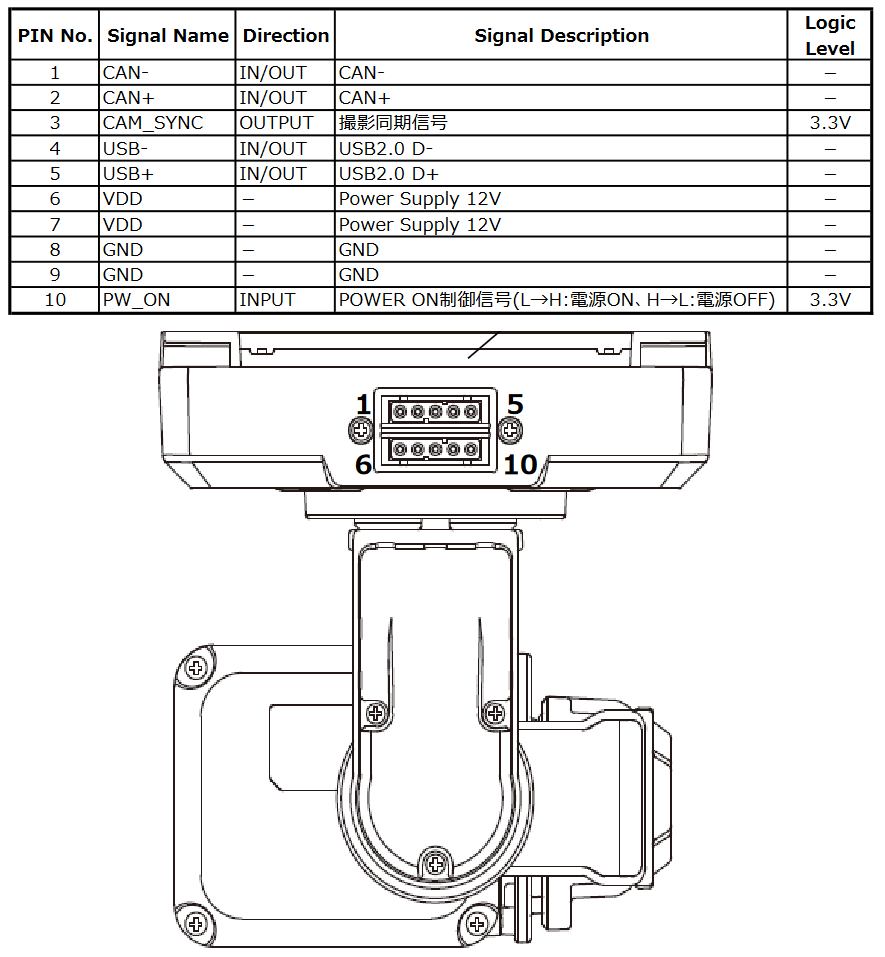 PIN No. Signal Name Direction Signal Description Logic Level
1 CAN- IN/OUT CAN- −
2 CAN+ IN/OUT CAN+ −
3 CAM_SYNC OUTPUT 撮影同期信号 3.3V
4 USB- IN/OUT USB2.0 D- −
5 USB+ IN/OUT USB2.0 D+ −
6 VDD − Power Supply 12V −
7 VDD − Power Supply 12V −
8 GND − GND −
9 GND − GND −
10 PW_ON INPUT POWER ON制御信号(L→H:電源ON、H→L:電源OFF) 3.3V
1 5
6 10